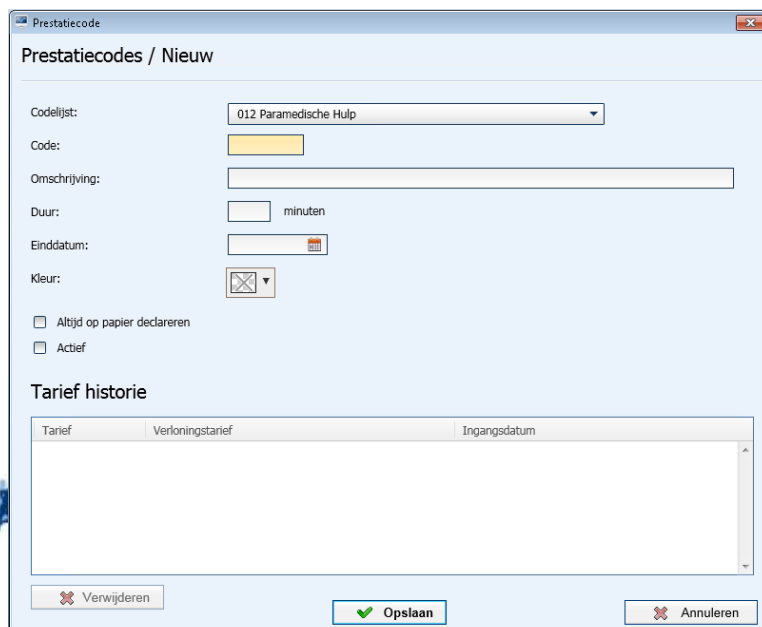 Prestatiecode
Prestatiecodes / Nieuw
Codelijst: 012 Paramedische Hulp
Code:
Omschrijving:
Duur: minuten
Einddatum:
Kleur:
Altijd op papier declareren
Actief
Tarief historie
Tarief Verloningstarief Ingangsdatum
Verwijderen Opslaan Annuleren